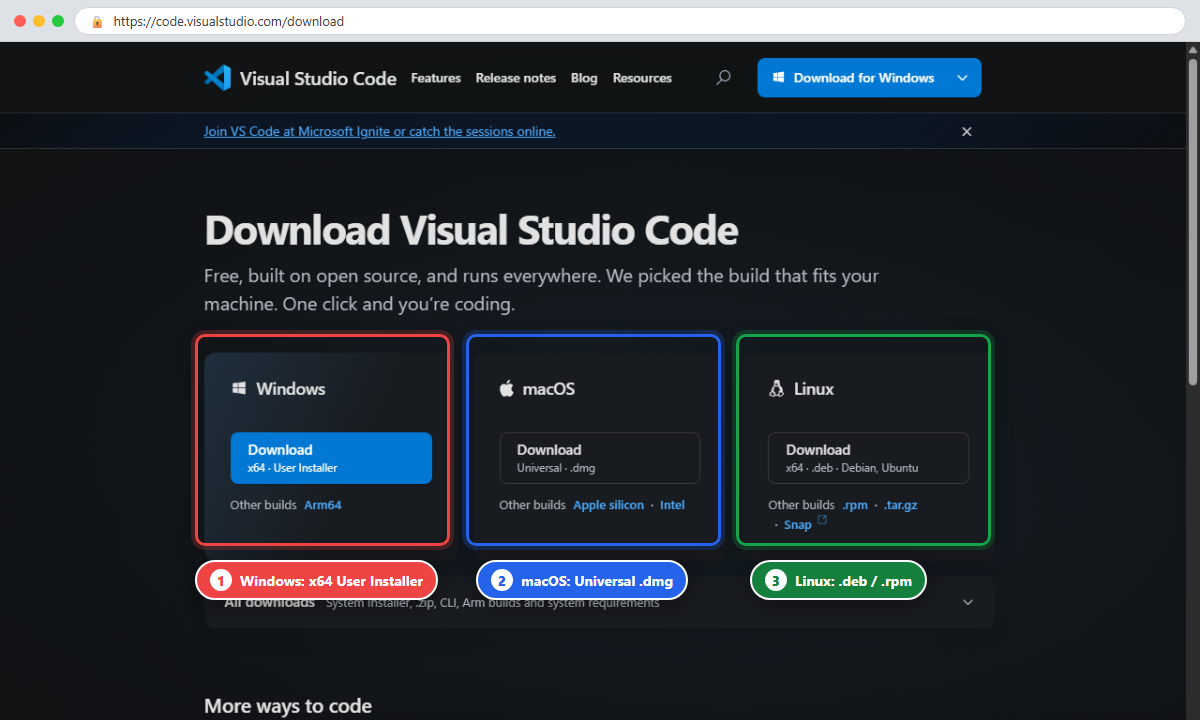 https://code.visualstudio.com/download
Visual Studio Code
Features
Release notes
Blog
Resources
Download for Windows
Join VS Code at Microsoft Ignite or catch the sessions online.
Download Visual Studio Code
Free, built on open source, and runs everywhere. We picked the build that fits your
machine. One click and you’re coding.
Windows
Download
x64 · User Installer
Other builds Arm64
macOS
Download
Universal · .dmg
Other builds Apple silicon · Intel
Linux
Download
x64 · .deb · Debian, Ubuntu
Other builds .rpm · .tar.gz
· Snap
1 Windows: x64 User Installer
2 macOS: Universal .dmg
3 Linux: .deb / .rpm
All downloads System installer, .zip, CLI, Arm builds and system requirements
More ways to code